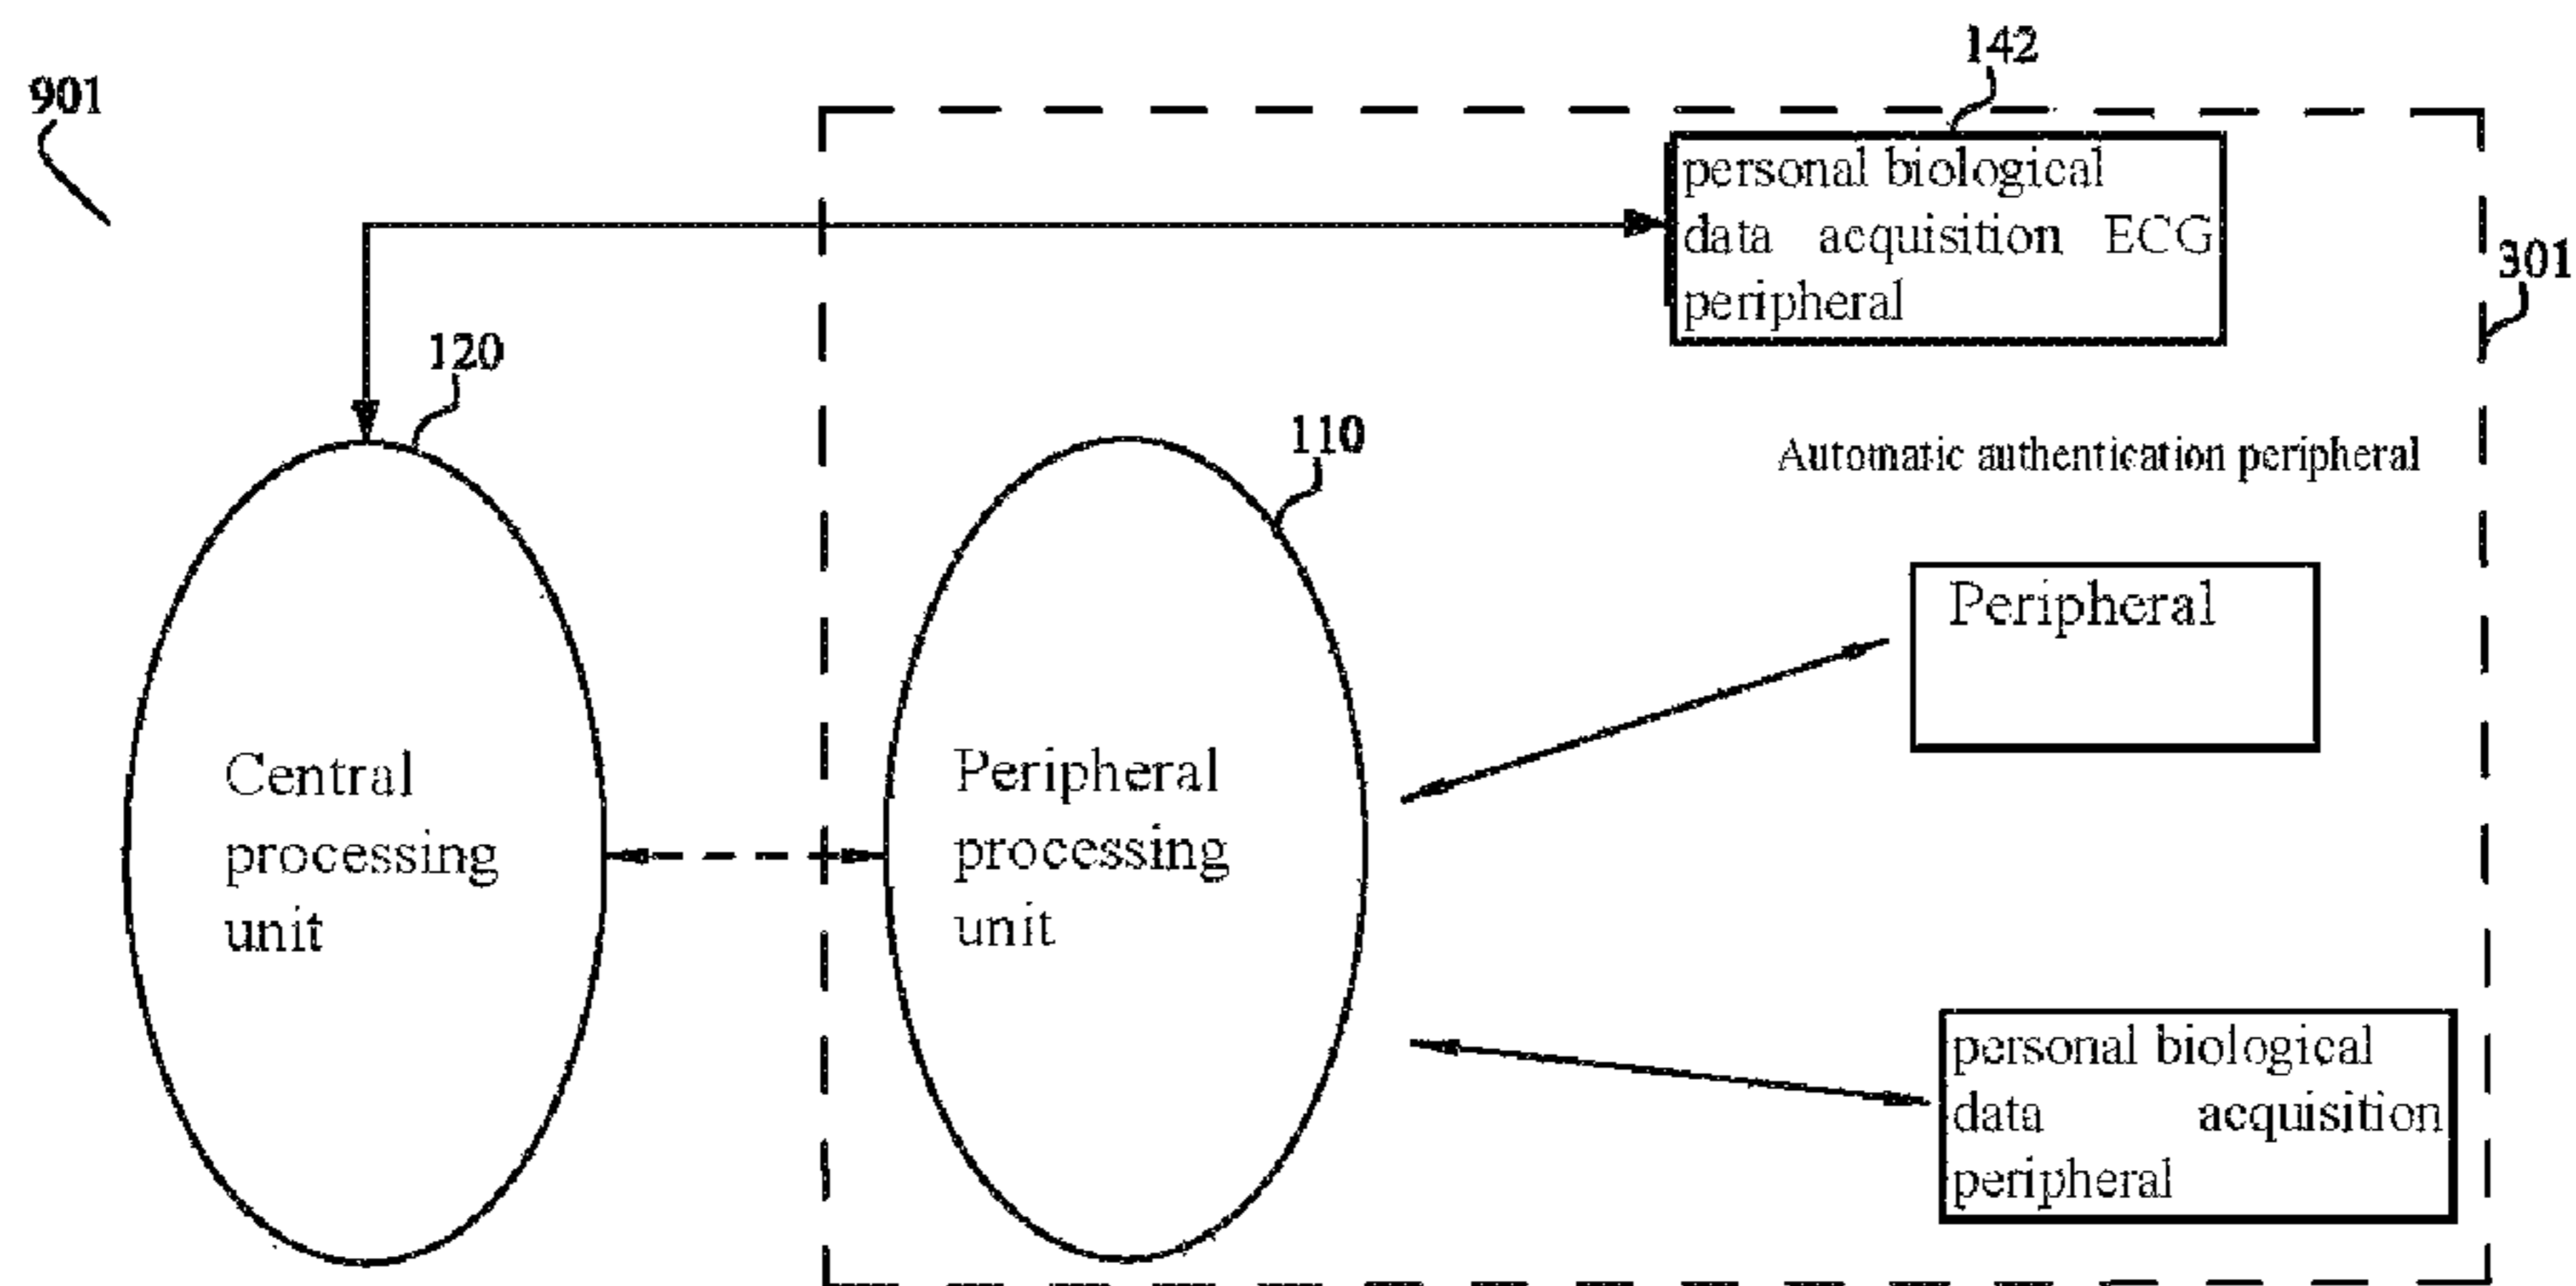 142
901
personal biological
data acquisition ECG
peripheral
301
120
110
Automatic authentication peripheral
Peripheral
Central
processing
unit
Peripheral
processing
unit
personal biological
data acquisition
peripheral